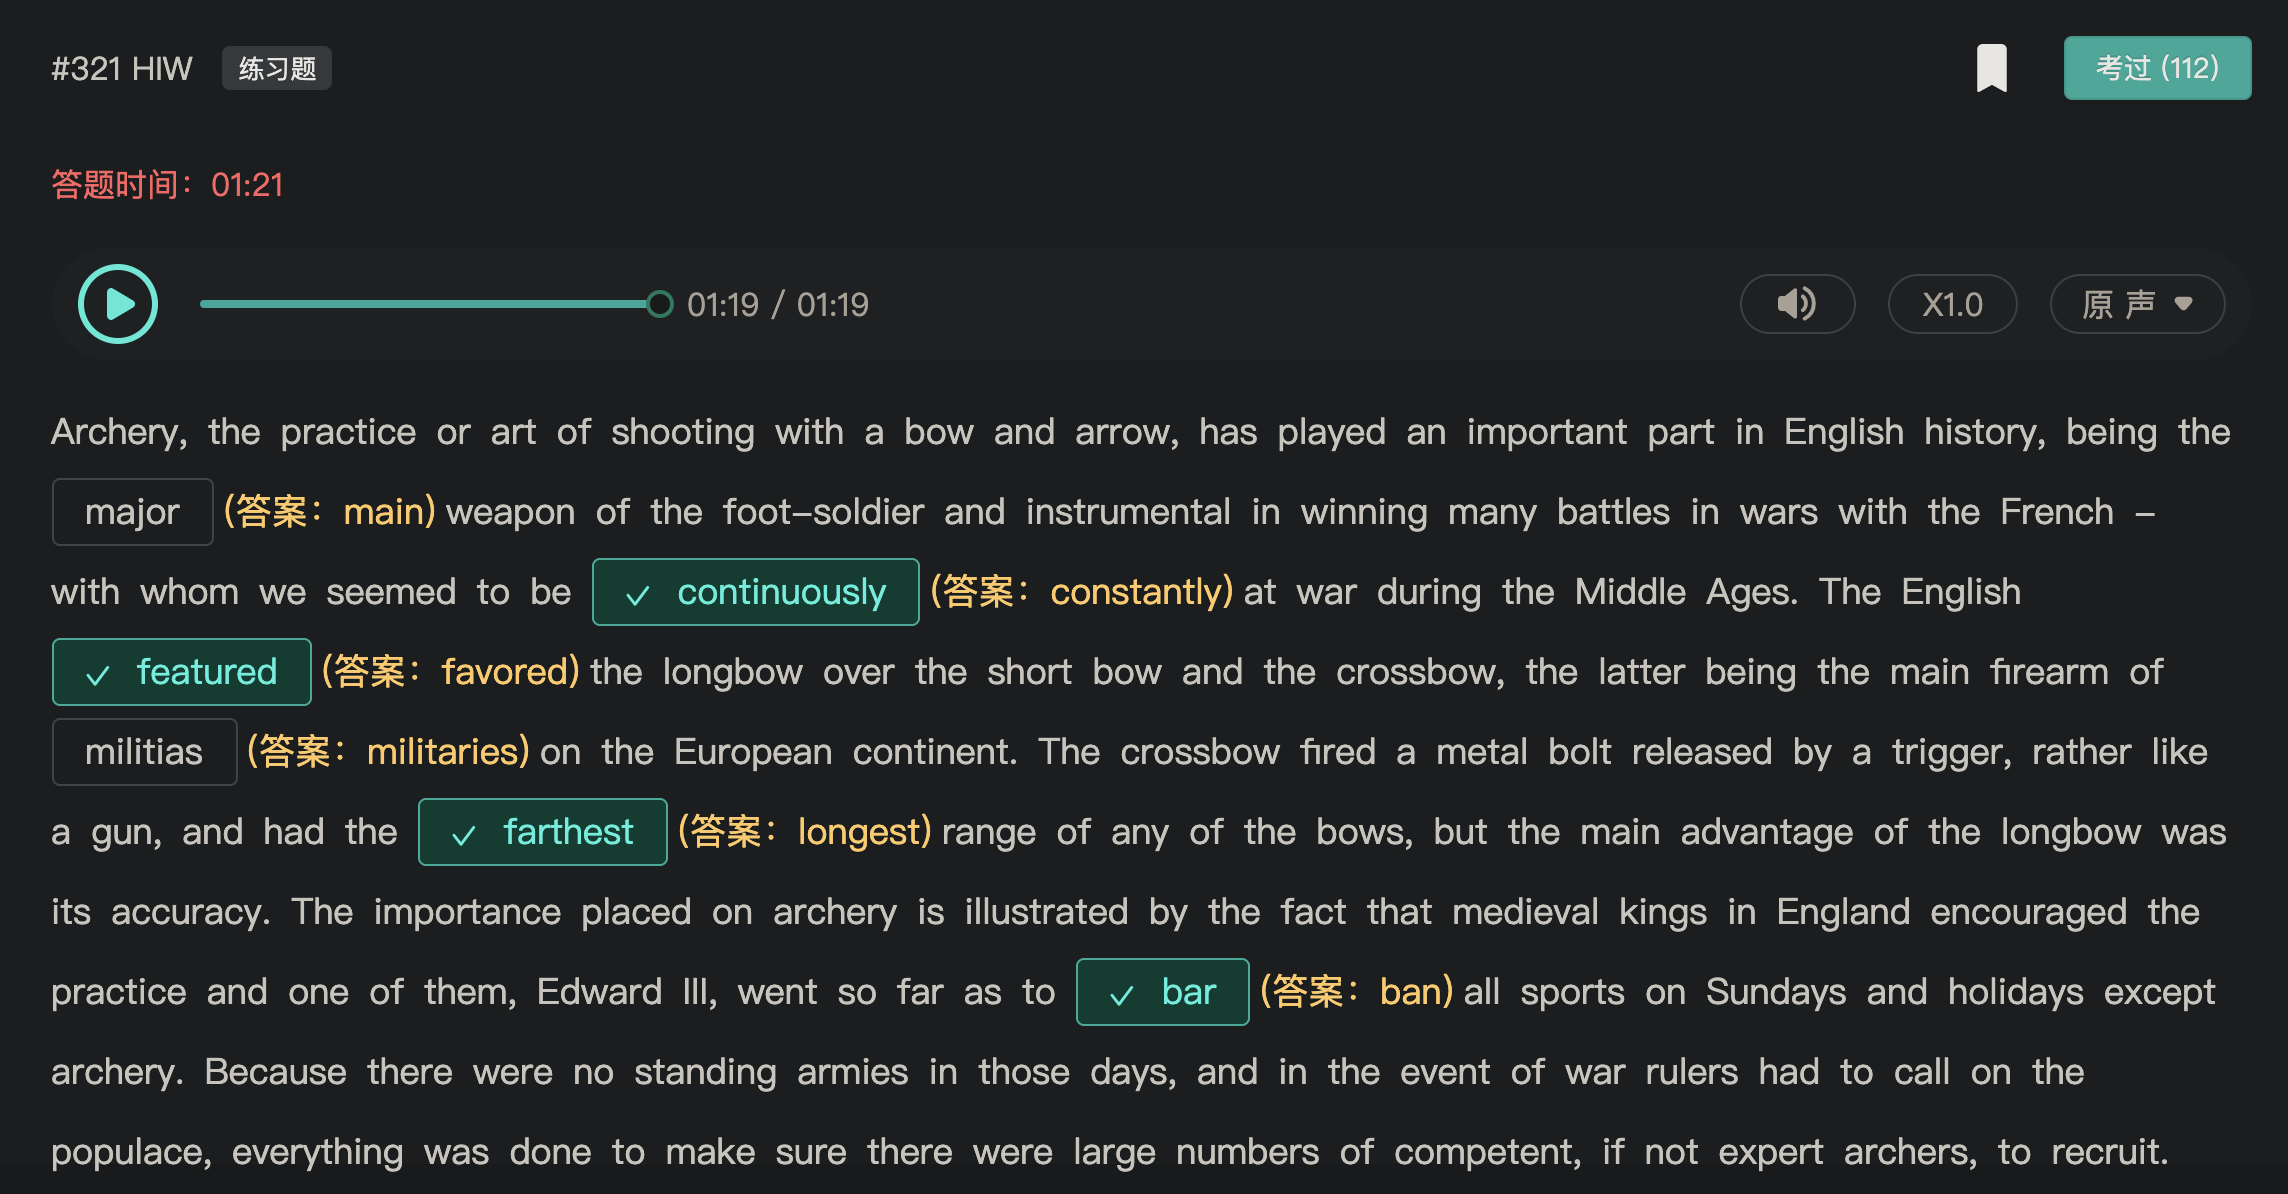 #321 HIW 练习题 考过 (112)
答题时间：01:21
01:19 / 01:19 X1.0 原声
Archery, the practice or art of shooting with a bow and arrow, has played an important part in English history, being the
major (答案：main) weapon of the foot-soldier and instrumental in winning many battles in wars with the French -
with whom we seemed to be ✓ continuously (答案：constantly) at war during the Middle Ages. The English
✓ featured (答案：favored) the longbow over the short bow and the crossbow, the latter being the main firearm of
militias (答案：militaries) on the European continent. The crossbow fired a metal bolt released by a trigger, rather like
a gun, and had the ✓ farthest (答案：longest) range of any of the bows, but the main advantage of the longbow was
its accuracy. The importance placed on archery is illustrated by the fact that medieval kings in England encouraged the
practice and one of them, Edward III, went so far as to ✓ bar (答案：ban) all sports on Sundays and holidays except
archery. Because there were no standing armies in those days, and in the event of war rulers had to call on the
populace, everything was done to make sure there were large numbers of competent, if not expert archers, to recruit.